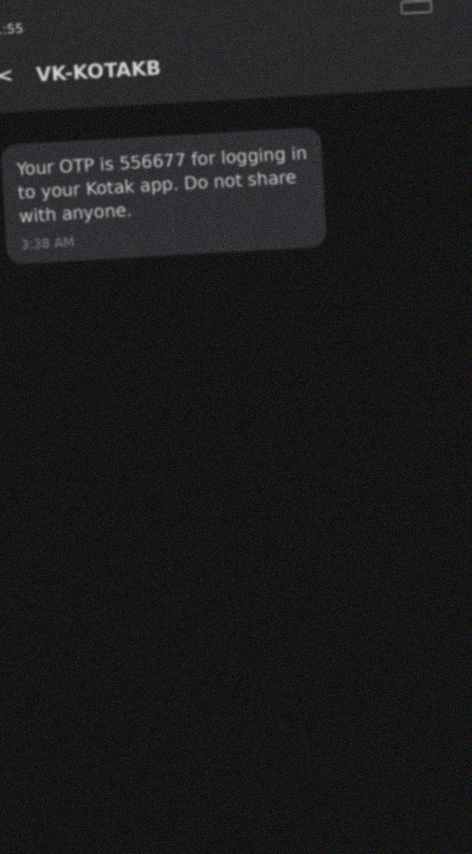 :55
< VK-KOTAKB
Your OTP is 556677 for logging in
to your Kotak app. Do not share
with anyone.
3:38 AM